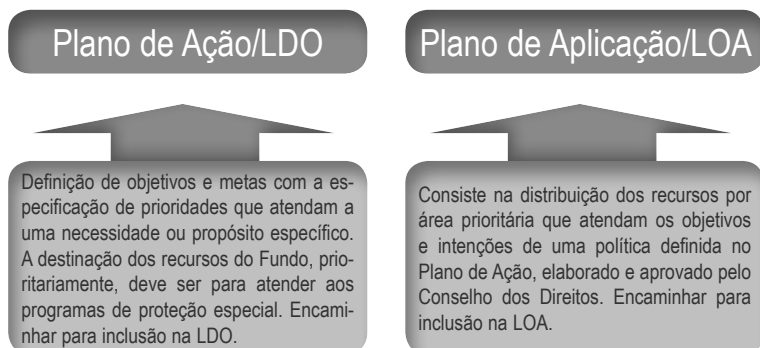 Plano de Ação/LDO
Definição de objetivos e metas com a es-
pecificação de prioridades que atendam a
uma necessidade ou propósito específico.
A destinação dos recursos do Fundo, prio-
ritariamente, deve ser para atender aos
programas de proteção especial. Encami-
nhar para inclusão na LDO.
Plano de Aplicação/LOA
Consiste na distribuição dos recursos por
área prioritária que atendam os objetivos
e intenções de uma política definida no
Plano de Ação, elaborado e aprovado pelo
Conselho dos Direitos. Encaminhar para
inclusão na LOA.